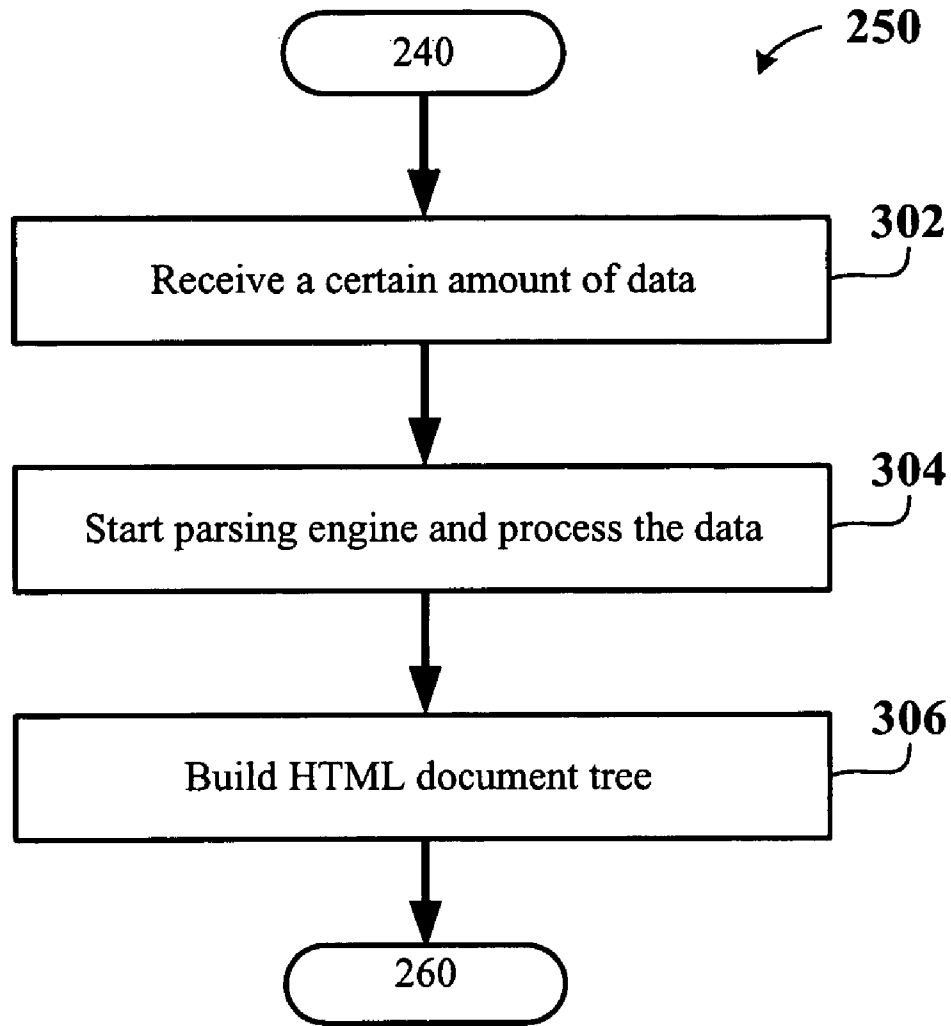 240
250
302
Receive a certain amount of data
304
Start parsing engine and process the data
306
Build HTML document tree
260